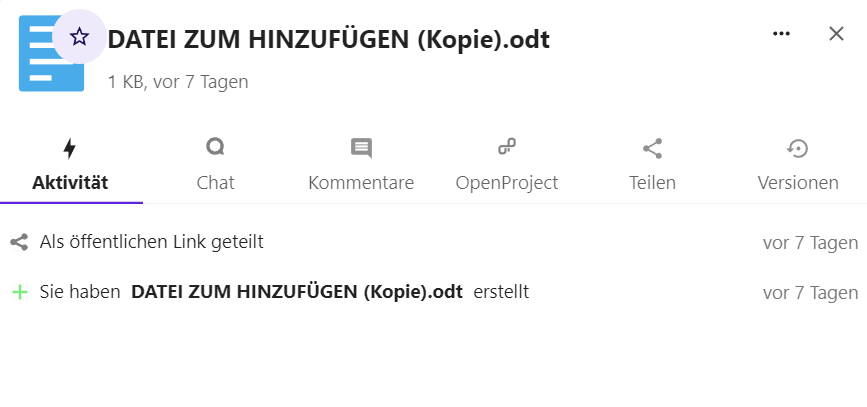 DATEI ZUM HINZUFÜGEN (Kopie).odt
1 KB, vor 7 Tagen
Aktivität Chat Kommentare OpenProject Teilen Versionen
Als öffentlichen Link geteilt vor 7 Tagen
Sie haben DATEI ZUM HINZUFÜGEN (Kopie).odt erstellt vor 7 Tagen